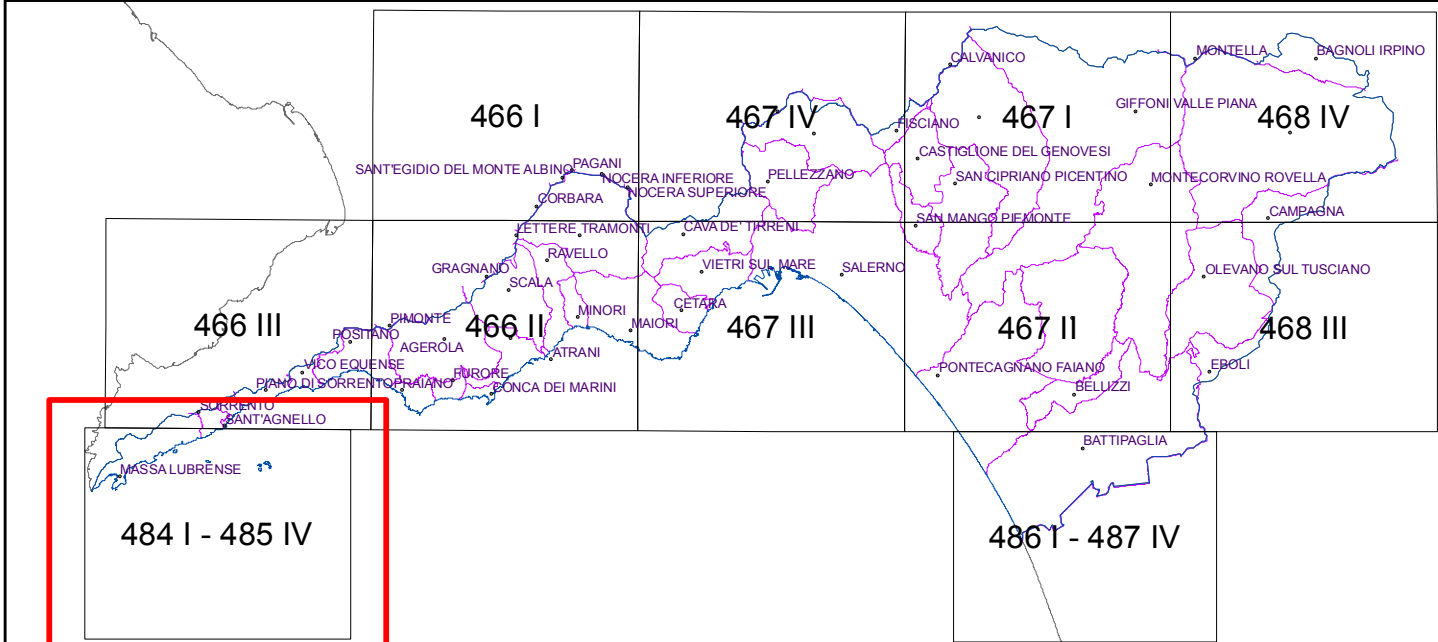 CALVANICO
MONTELLA
BAGNOLI IRPINO
466 I
467 IV
467 I
468 IV
GIFFONI VALLE PIANA
FISCIANO
CASTIGLIONE DEL GENOVESI
SANT'EGIDIO DEL MONTE ALBINO
PAGANI
NOCERA INFERIORE
NOCERA SUPERIORE
PELLEZZANO
SAN CIPRIANO PICENTINO
MONTECORVINO ROVELLA
CORBARA
SAN MANGO PIEMONTE
CAMPAGNA
LETTERE
TRAMONTI
CAVA DE' TIRRENI
RAVELLO
GRAGNANO
SCALA
VIETRI SUL MARE
SALERNO
OLEVANO SUL TUSCIANO
CETARA
MINORI
MAIORI
466 III
PIMONTE
466 II
467 III
467 II
468 III
POSITANO
AGEROLA
ATRANI
VICO EQUENSE
PIANO DI SORRENTO
PRAIANO
FURORE
CONCA DEI MARINI
PONTECAGNANO FAIANO
BELLIZZI
EBOLI
SORRENTO
SANT'AGNELLO
BATTIPAGLIA
MASSA LUBRENSE
484 I - 485 IV
486 I - 487 IV